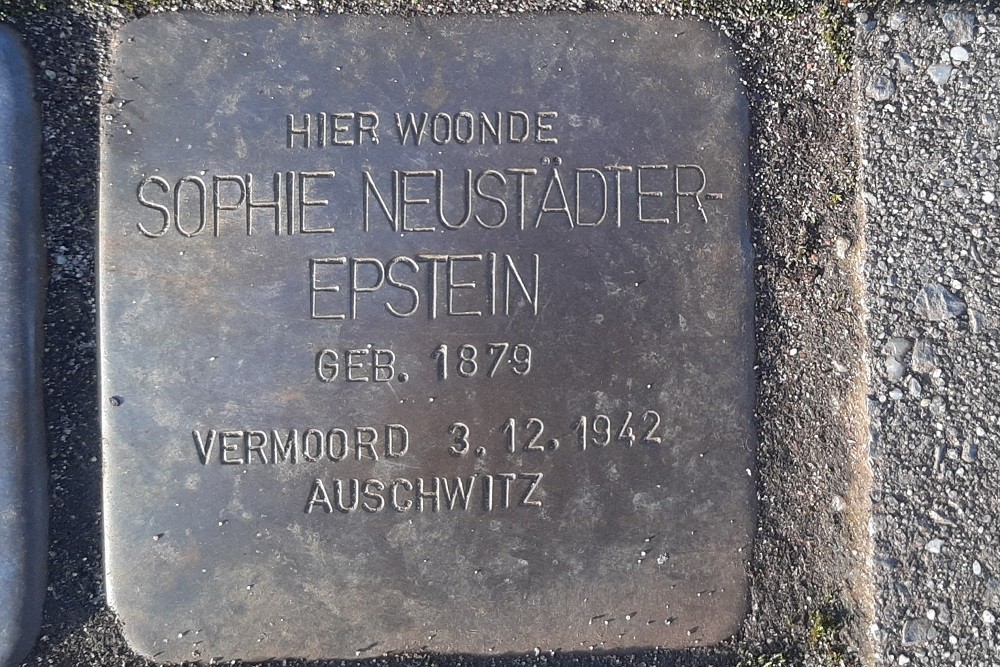 HIER WOONDE
SOPHIE NEUSTÄDTER-
EPSTEIN
GEB. 1879
VERMOORD 3.12.1942
AUSCHWITZ